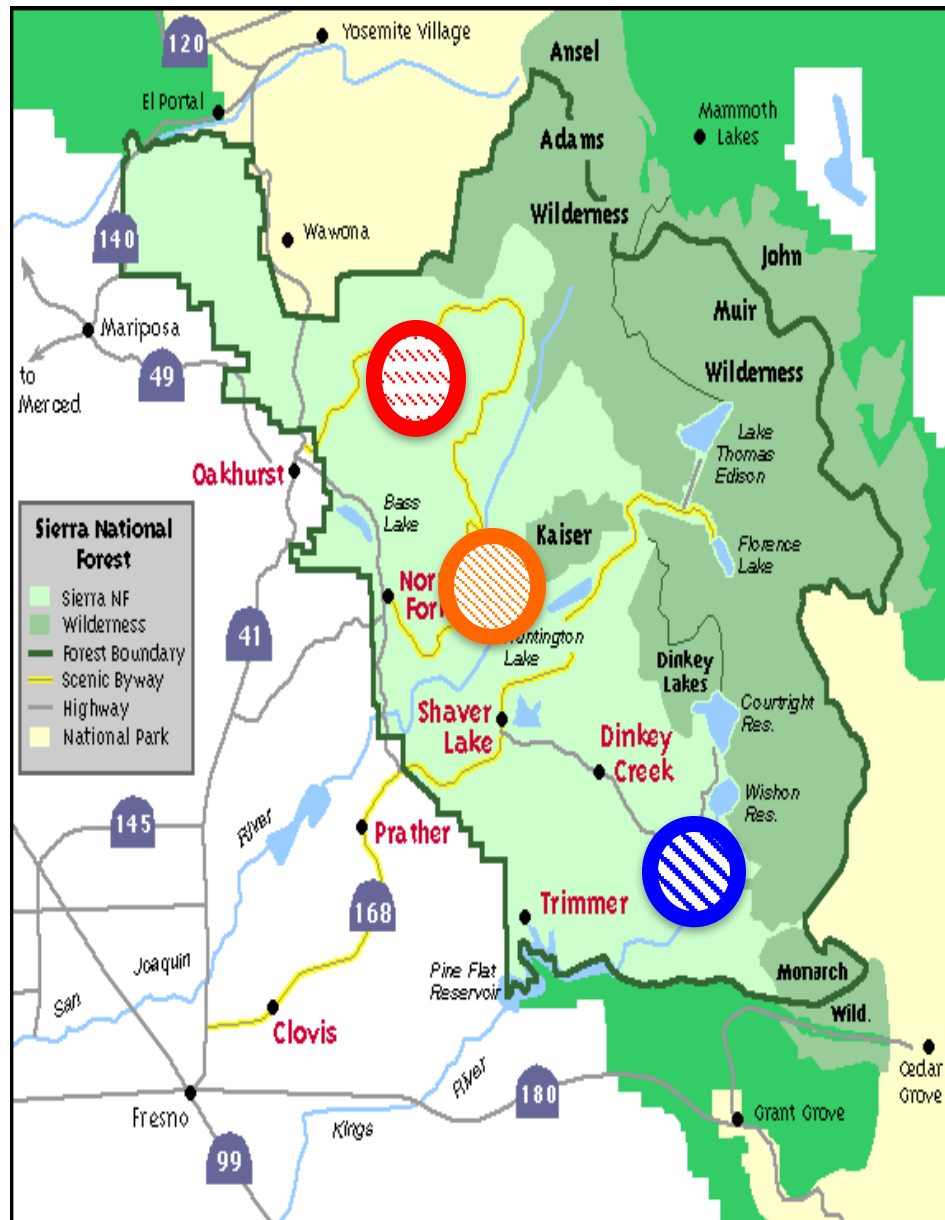 120
Yosemite Village
Ansel
El Portal
Mammoth
Lakes
Adams
Wilderness
140
Wawona
John
Mariposa
Muir
49
to
Merced
Wilderness
Lake
Thomas
Edison
Oakhurst
Bass
Lake
Kaiser
Florence
Lake
Sierra National
Forest
Sierra NF
Wilderness
Forest Boundary
Scenic Byway
Highway
National Park
41
Lake
Dinkey
Lakes
Shaver
Lake
Courtright
Res.
Dinkey
Creek
Wishon
Res.
145
River
Prather
168
Trimmer
San
Joaquin
Pine Flat
Reservoir
Monarch
Wild.
Clovis
Cedar
Grove
River
180
Fresno
Kings
Grant Grove
99